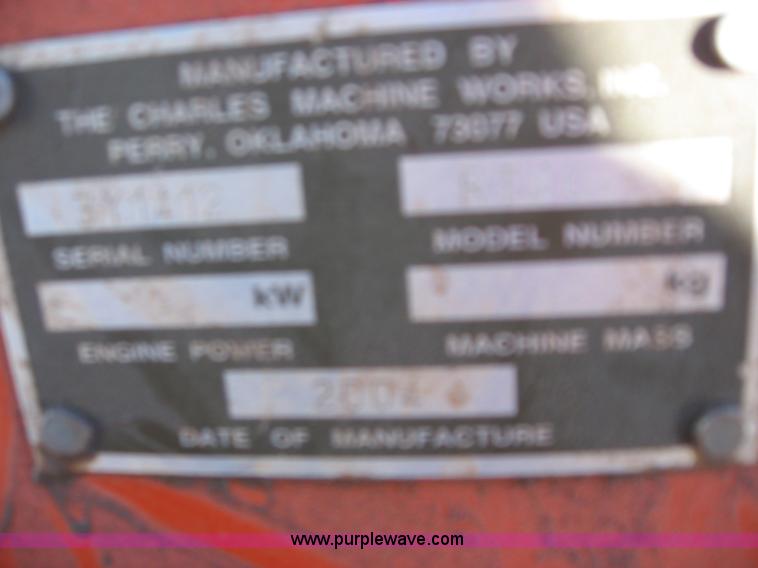 MANUFACTURED BY
THE CHARLES MACHINE WORKS, INC.
PERRY, OKLAHOMA 73077 USA
SERIAL NUMBER
MODEL NUMBER
kW
kg
ENGINE POWER
MACHINE MASS
2004
DATE OF MANUFACTURE
www.purplewave.com